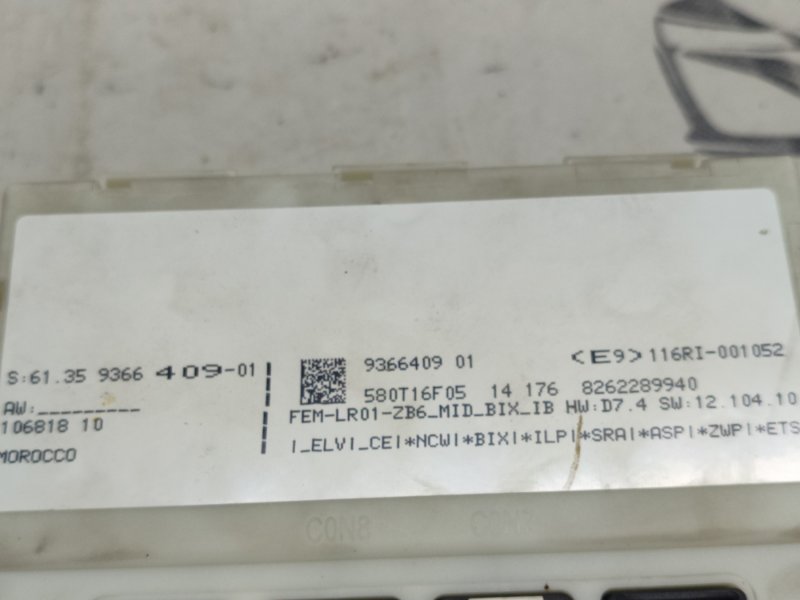 S:61.35 9366 409-01
AW:_________
106818 10
MOROCCO
9366409 01 <E9> 116RI-001052
580T16F05 14 176 8262289940
FEM-LR01-ZB6_MID_BIX_IB HW:D7.4 SW:12.104.10
|_ELV|_CE|*NCW|*BIX|*ILP|*SRA|*ASP|*ZWP|*ETS
CON8